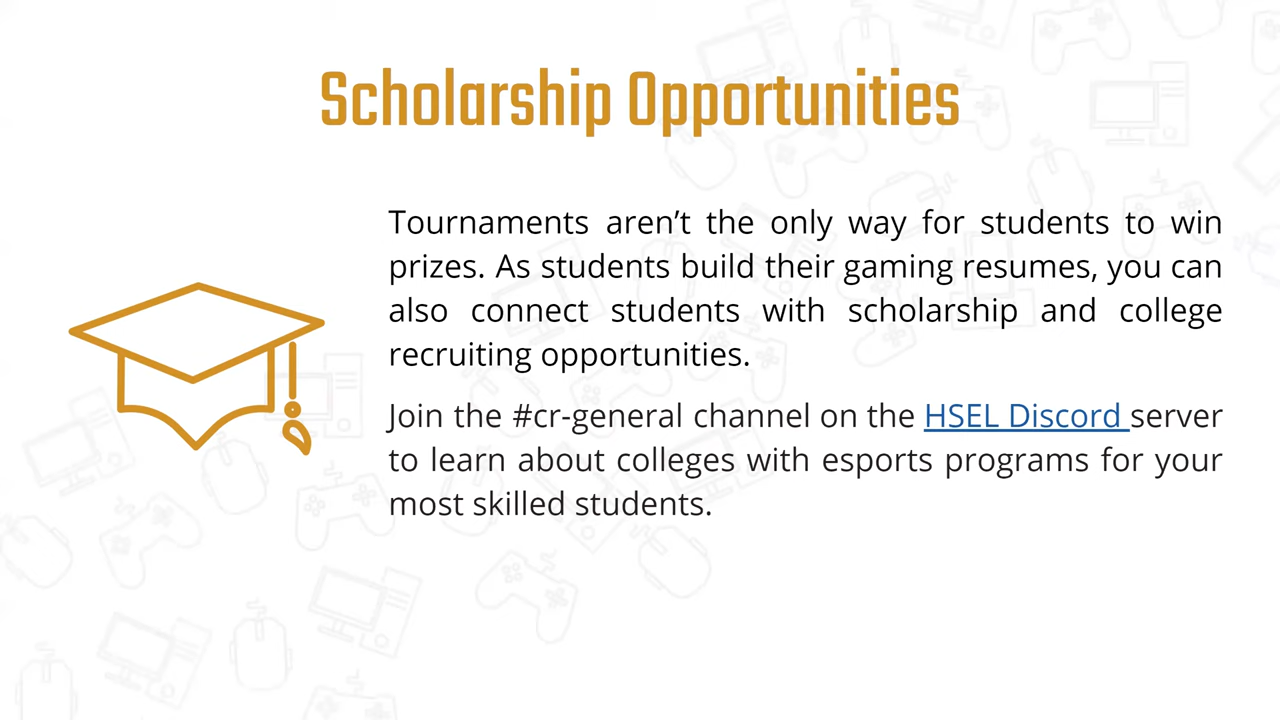 Scholarship Opportunities
Tournaments aren’t the only way for students to win
prizes. As students build their gaming resumes, you can
also connect students with scholarship and college
recruiting opportunities.
Join the #cr-general channel on the HSEL Discord server
to learn about colleges with esports programs for your
most skilled students.